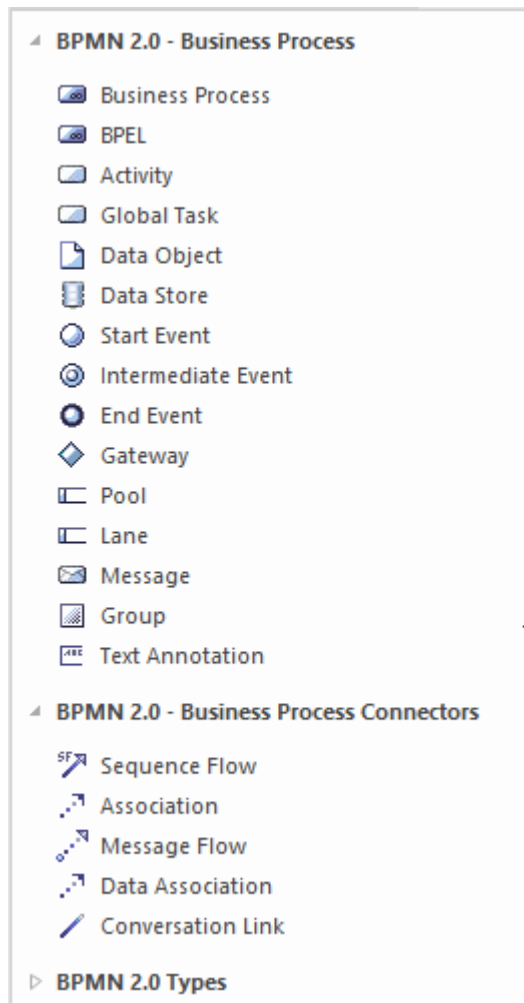 BPMN 2.0 - Business Process
Business Process
BPEL
Activity
Global Task
Data Object
Data Store
Start Event
Intermediate Event
End Event
Gateway
Pool
Lane
Message
Group
ABC
Text Annotation
BPMN 2.0 - Business Process Connectors
SF
Sequence Flow
Association
Message Flow
Data Association
Conversation Link
BPMN 2.0 Types